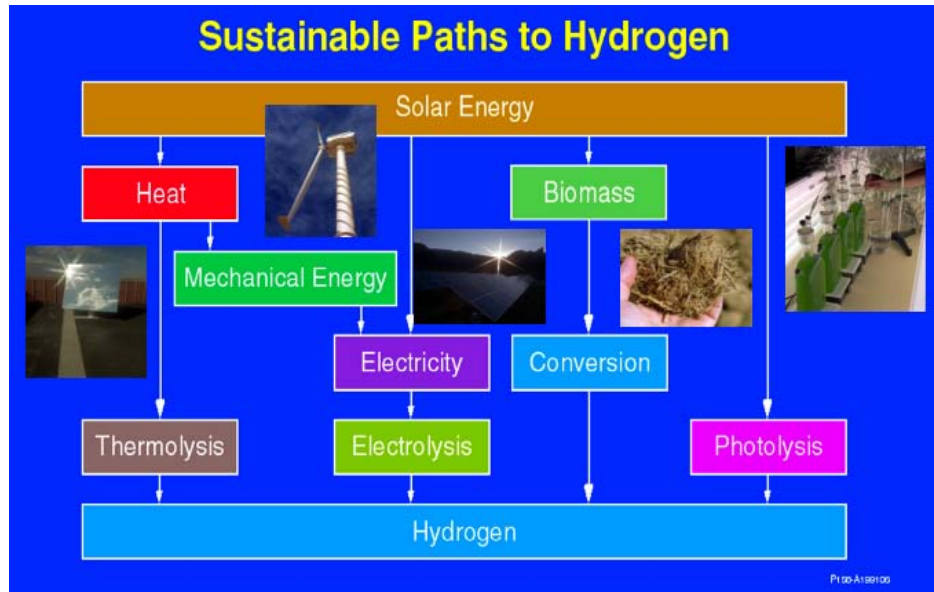 Sustainable Paths to Hydrogen
Solar Energy
Heat
Biomass
Mechanical Energy
Electricity
Conversion
Thermolysis
Electrolysis
Photolysis
Hydrogen